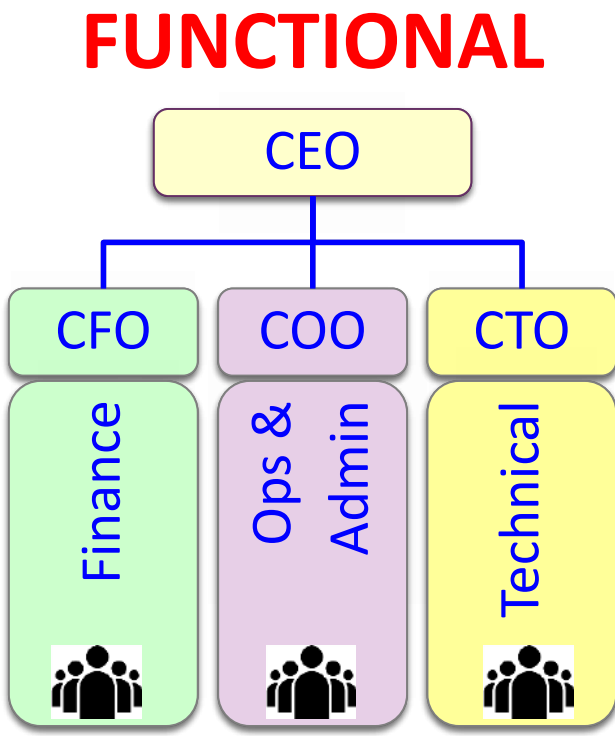 FUNCTIONAL
CEO
CFO
COO
CTO
Finance
Ops &
Admin
Technical